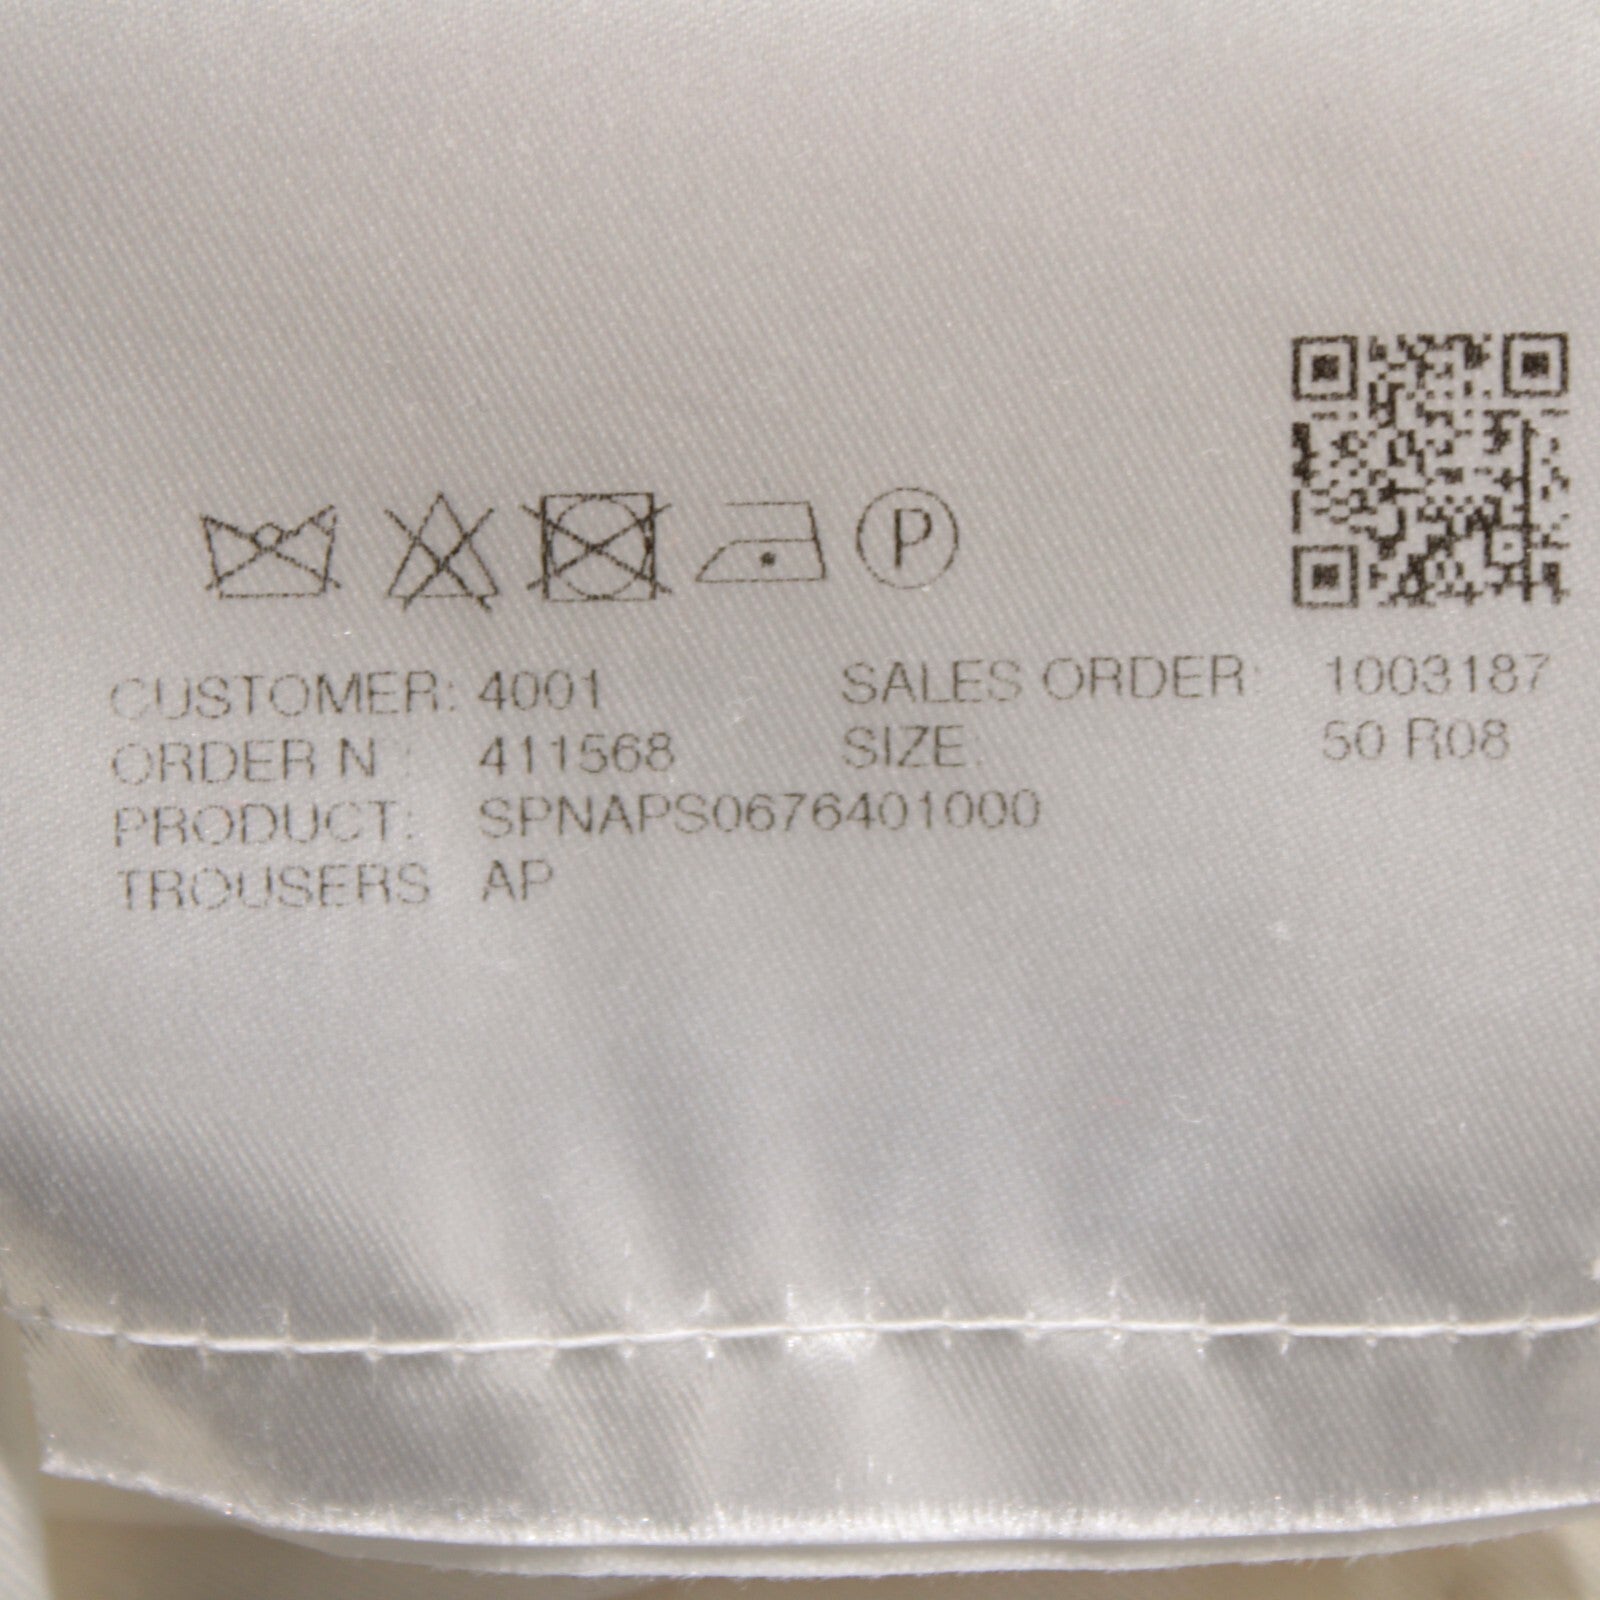 P
CUSTOMER: 4001 SALES ORDER: 1003187
ORDER N : 411568 SIZE: 50 R08
PRODUCT: SPNAPS0676401000
TROUSERS AP